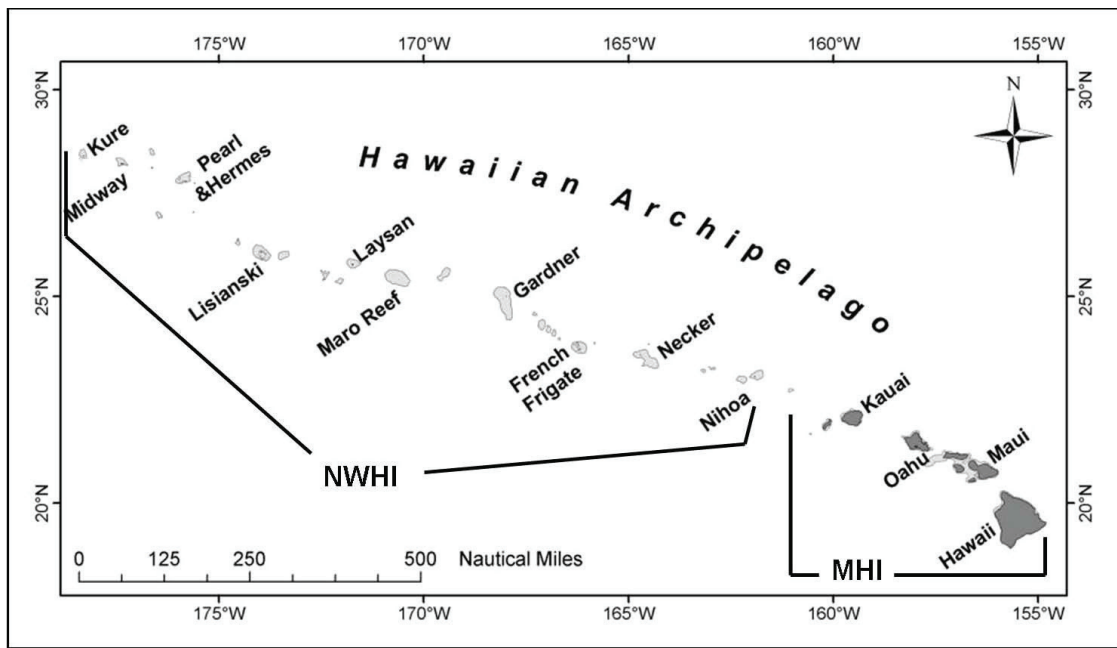 175°W 170°W 165°W 160°W 155°W
N
30°N 30°N
Kure
Pearl
&Hermes
Midway
Hawaiian Archipelago
Laysan
Lisianski
Gardner
25°N 25°N
Maro Reef
Necker
French
Frigate
Nihoa
Kauai
Oahu
Maui
NWHI
20°N 20°N
Hawaii
0 125 250 500 Nautical Miles
MHI
175°W 170°W 165°W 160°W 155°W